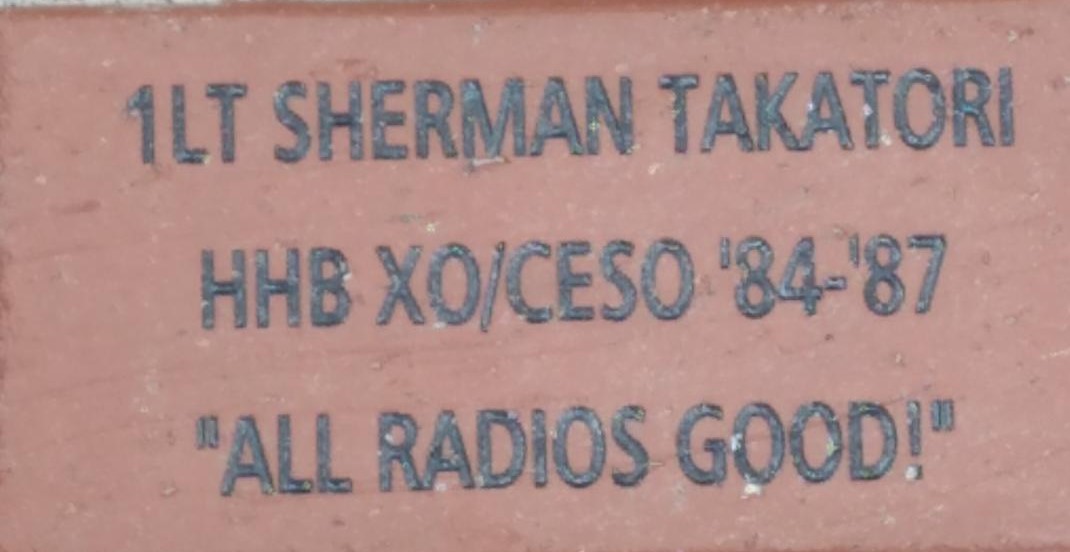 1LT SHERMAN TAKATORI
HHB XO/CESO '84-'87
"ALL RADIOS GOOD!"